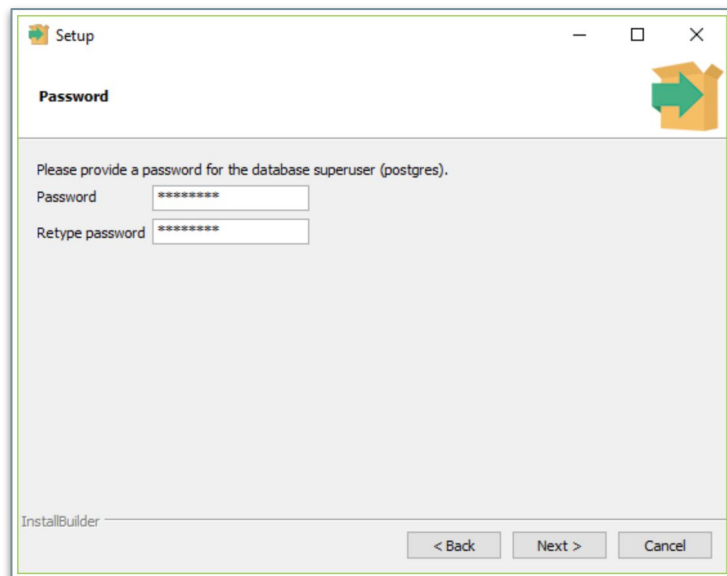 Setup
Password
Please provide a password for the database superuser (postgres).
Password ********
Retype password ********
InstallBuilder
< Back Next > Cancel